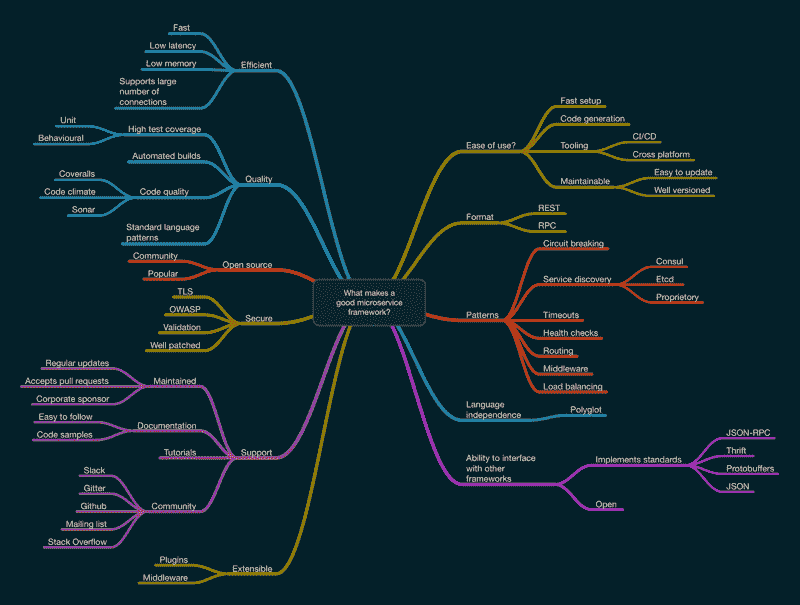 What makes a
good microservice
framework?
Efficient
Fast
Low latency
Low memory
Supports large
number of
connections
Quality
High test coverage
Unit
Behavioural
Automated builds
Code quality
Coveralls
Code climate
Sonar
Standard language
patterns
Open source
Community
Popular
Secure
TLS
OWASP
Validation
Well patched
Support
Maintained
Regular updates
Accepts pull requests
Corporate sponsor
Documentation
Easy to follow
Code samples
Tutorials
Community
Slack
Gitter
Github
Mailing list
Stack Overflow
Extensible
Plugins
Middleware
Ease of use?
Fast setup
Code generation
Tooling
CI/CD
Cross platform
Maintainable
Easy to update
Well versioned
Format
REST
RPC
Patterns
Circuit breaking
Service discovery
Consul
Etcd
Proprietory
Timeouts
Health checks
Routing
Middleware
Load balancing
Language
independence
Polyglot
Ability to interface
with other
frameworks
Implements standards
JSON-RPC
Thrift
Protobuffers
JSON
Open